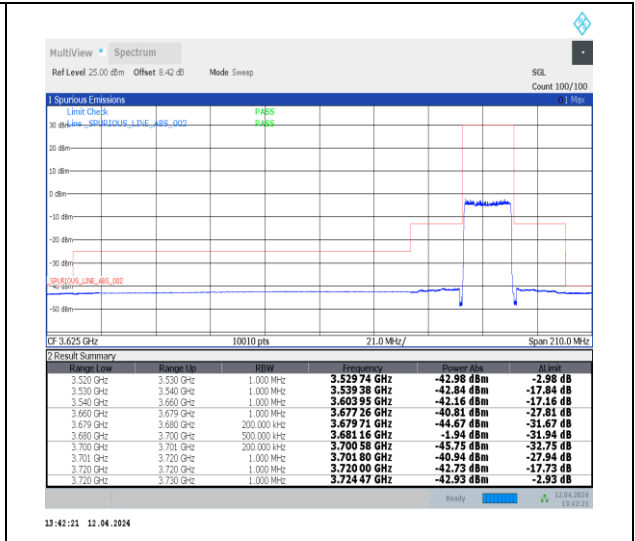 MultiView Spectrum
Ref Level 25.00 dBm Offset 8.42 dB Mode Sweep SGL
Count 100/100
1 Spurious Emissions 1 Max
Limit Check PASS
30 dBm Line _SPURIOUS_LINE_ABS_002 PASS
20 dBm
10 dBm
0 dBm
-10 dBm
-20 dBm
-30 dBm
SPURIOUS_LINE_ABS_002
-40 dBm
-50 dBm
CF 3.625 GHz 10010 pts 21.0 MHz/ Span 210.0 MHz
2 Result Summary
Range Low Range Up RBW Frequency Power Abs ΔLimit
3.520 GHz 3.530 GHz 1.000 MHz 3.529 74 GHz -42.98 dBm -2.98 dB
3.530 GHz 3.540 GHz 1.000 MHz 3.539 38 GHz -42.84 dBm -17.84 dB
3.540 GHz 3.660 GHz 1.000 MHz 3.603 95 GHz -42.16 dBm -17.16 dB
3.660 GHz 3.679 GHz 1.000 MHz 3.677 26 GHz -40.81 dBm -27.81 dB
3.679 GHz 3.680 GHz 200.000 kHz 3.679 71 GHz -44.67 dBm -31.67 dB
3.680 GHz 3.700 GHz 500.000 kHz 3.681 16 GHz -1.94 dBm -31.94 dB
3.700 GHz 3.701 GHz 200.000 kHz 3.700 58 GHz -45.75 dBm -32.75 dB
3.701 GHz 3.720 GHz 1.000 MHz 3.701 80 GHz -40.94 dBm -27.94 dB
3.720 GHz 3.720 GHz 1.000 MHz 3.720 00 GHz -42.73 dBm -17.73 dB
3.720 GHz 3.730 GHz 1.000 MHz 3.724 47 GHz -42.93 dBm -2.93 dB
Ready 12.04.2024
13:42:21
13:42:21 12.04.2024